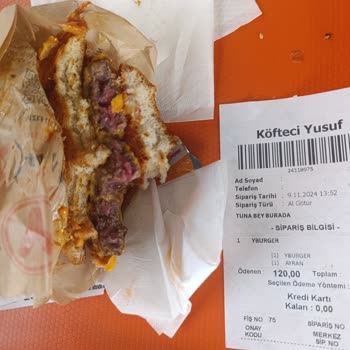 Köfteci Yusuf
24110975
Ad Soyad :
Telefon :
Sipariş Tarihi : 9.11.2024 13:52
Sipariş Türü : Al Götür
TUNA BEY BURADA
- SİPARİŞ BİLGİSİ -
1 YBURGER
(1) YBURGER
(1) AYRAN
Ödenen 120,00 Toplam
Seçilen Ödeme Yöntemi :
Kredi Kartı
Kalan : 0,00
FİŞ NO 75 SİPARİŞ NO
ONAY MERKEZ
KODU SİP. NO